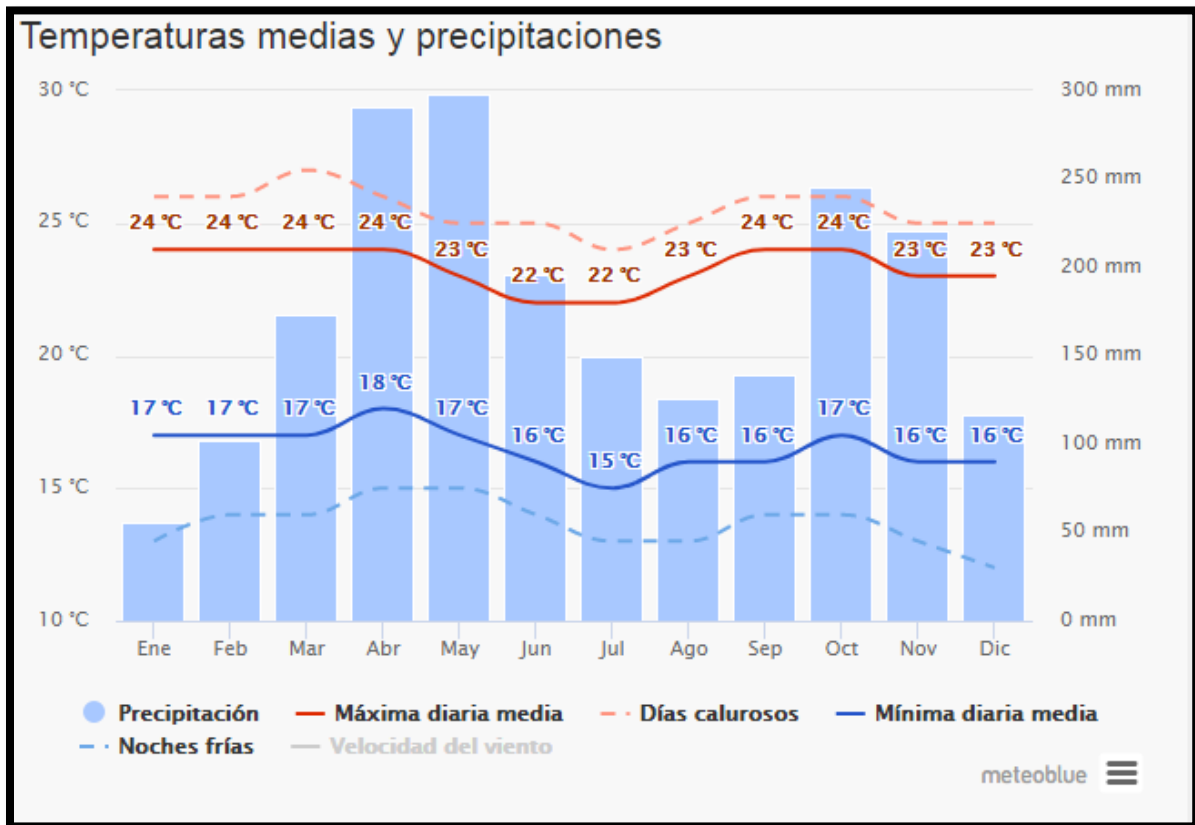 Temperaturas medias y precipitaciones
30 °C 300 mm
250 mm
25 °C
24 °C 24 °C 24 °C 24 °C 23 °C 22 °C 22 °C 23 °C 24 °C 24 °C 23 °C 23 °C
200 mm
20 °C 150 mm
17 °C 17 °C 17 °C 18 °C 17 °C 16 °C 15 °C 16 °C 16 °C 17 °C 16 °C 16 °C
100 mm
15 °C
50 mm
10 °C 0 mm
Ene Feb Mar Abr May Jun Jul Ago Sep Oct Nov Dic
Precipitación Máxima diaria media Días calurosos Mínima diaria media
Noches frías Velocidad del viento
meteoblue